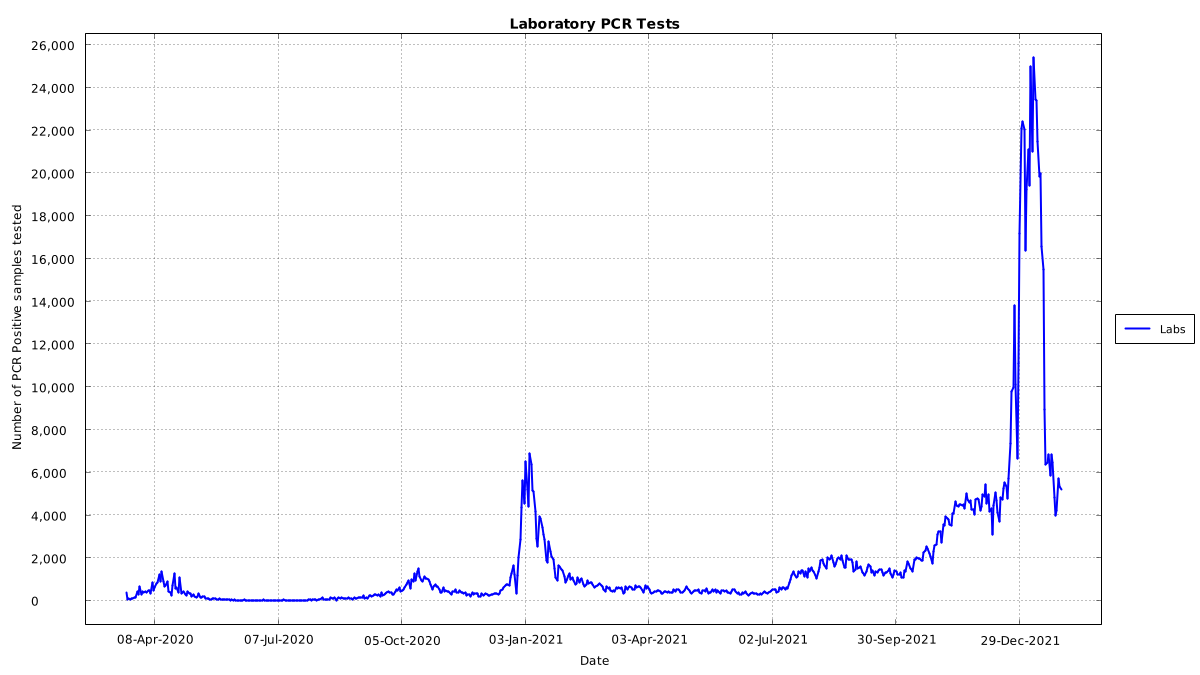 Laboratory PCR Tests
26,000
24,000
22,000
20,000
18,000
16,000
14,000
12,000
10,000
8,000
6,000
4,000
2,000
0
Number of PCR Positive samples tested
08-Apr-2020
07-Jul-2020
05-Oct-2020
03-Jan-2021
03-Apr-2021
02-Jul-2021
30-Sep-2021
29-Dec-2021
Date
Labs